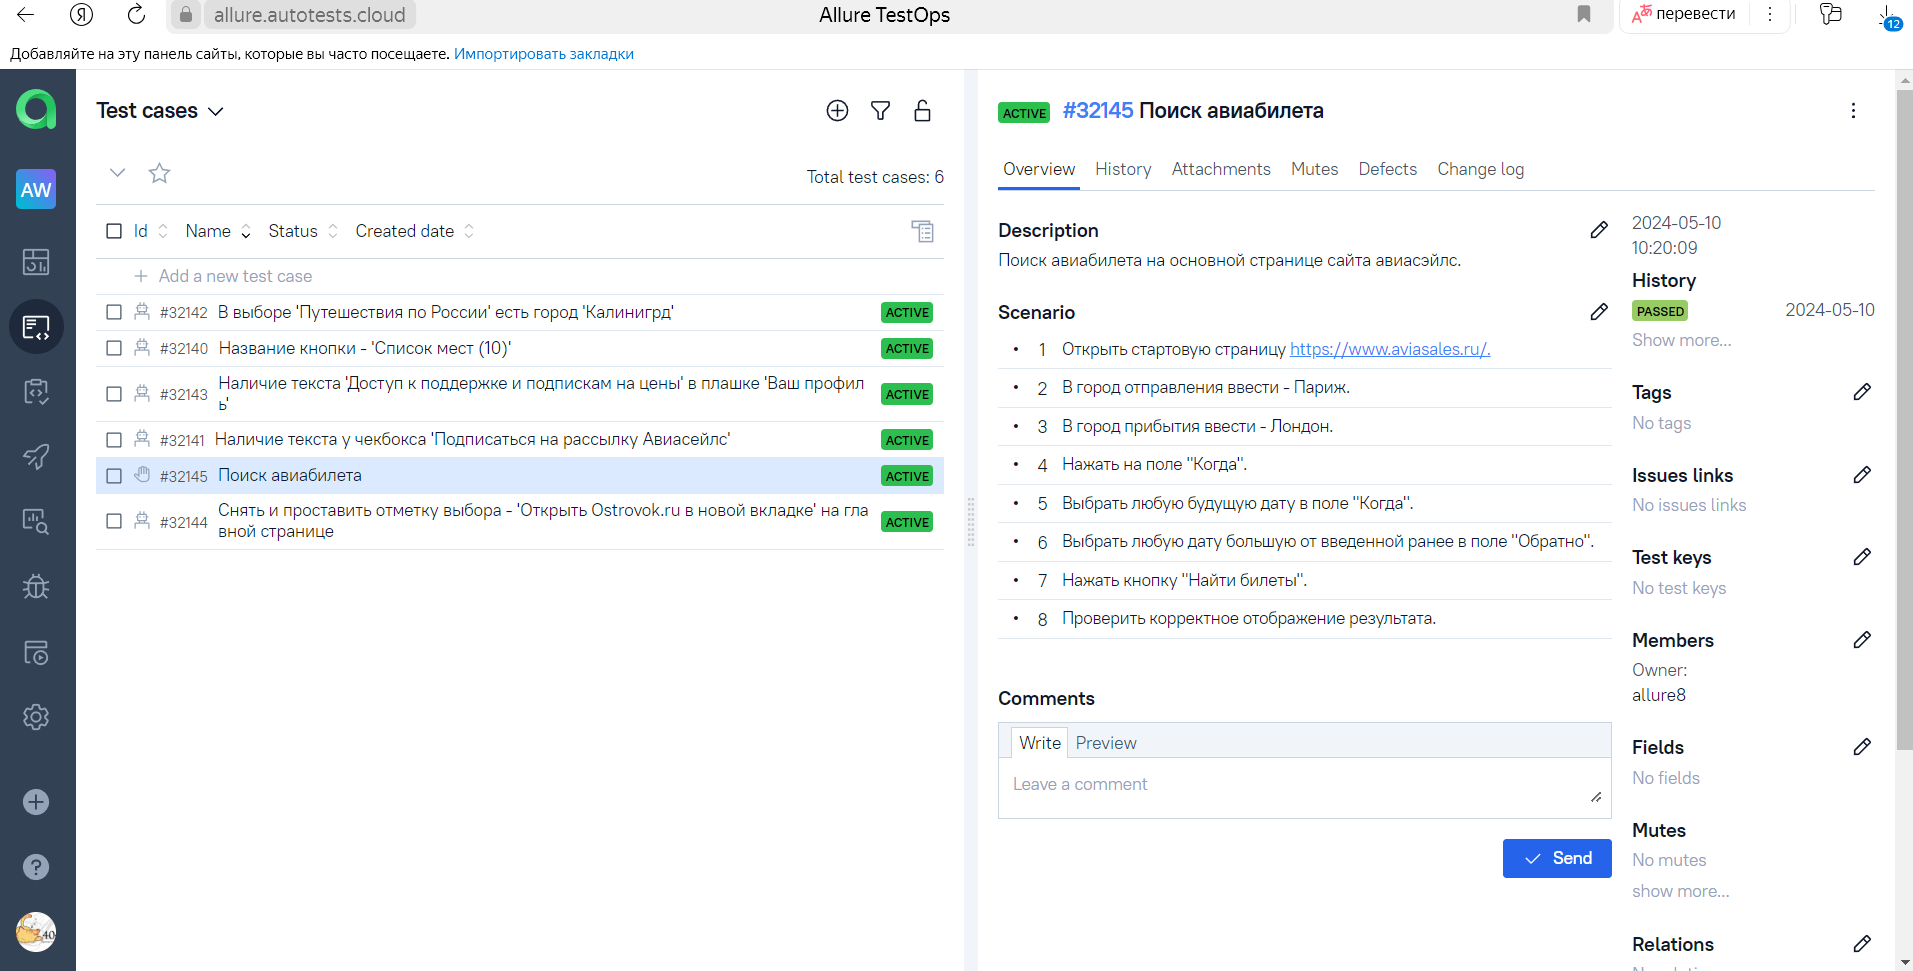 Я
allure.autotests.cloud
Allure TestOps
перевести
12
Добавляйте на эту панель сайты, которые вы часто посещаете. Импортировать закладки
AW
Test cases
Total test cases: 6
Id Name Status Created date
Add a new test case
#32142 В выборе 'Путешествия по России' есть город 'Калинигрд' ACTIVE
#32140 Название кнопки - 'Список мест (10)' ACTIVE
#32143 Наличие текста 'Доступ к поддержке и подпискам на цены' в плашке 'Ваш профил
ь' ACTIVE
#32141 Наличие текста у чекбокса 'Подписаться на рассылку Авиасейлс' ACTIVE
#32145 Поиск авиабилета ACTIVE
#32144 Снять и проставить отметку выбора - 'Открыть Ostrovok.ru в новой вкладке' на гла
вной странице ACTIVE
40
ACTIVE #32145 Поиск авиабилета
Overview History Attachments Mutes Defects Change log
Description
Поиск авиабилета на основной странице сайта авиасэйлс.
Scenario
1 Открыть стартовую страницу https://www.aviasales.ru/.
2 В город отправления ввести - Париж.
3 В город прибытия ввести - Лондон.
4 Нажать на поле "Когда".
5 Выбрать любую будущую дату в поле "Когда".
6 Выбрать любую дату большую от введенной ранее в поле "Обратно".
7 Нажать кнопку "Найти билеты".
8 Проверить корректное отображение результата.
Comments
Write Preview
Leave a comment
Send
2024-05-10
10:20:09
History
PASSED 2024-05-10
Show more...
Tags
No tags
Issues links
No issues links
Test keys
No test keys
Members
Owner:
allure8
Fields
No fields
Mutes
No mutes
show more...
Relations